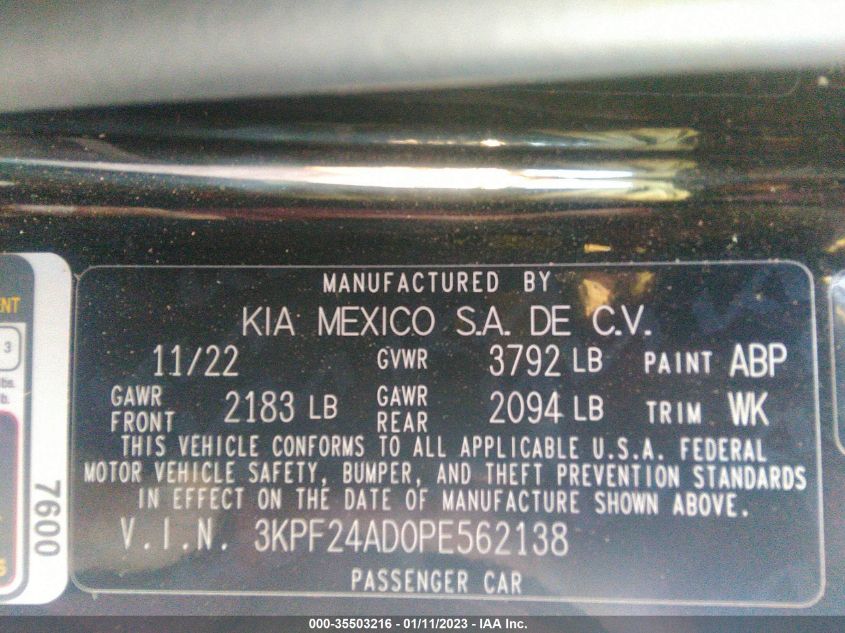 MANUFACTURED BY
KIA MEXICO S.A. DE C.V.
11/22 GVWR 3792 LB PAINT ABP
GAWR FRONT 2183 LB GAWR REAR 2094 LB TRIM WK
THIS VEHICLE CONFORMS TO ALL APPLICABLE U.S.A. FEDERAL
MOTOR VEHICLE SAFETY, BUMPER, AND THEFT PREVENTION STANDARDS
IN EFFECT ON THE DATE OF MANUFACTURE SHOWN ABOVE.
V.I.N. 3KPF24AD0PE562138
PASSENGER CAR
3
7600
000-35503216 - 01/11/2023 - IAA Inc.